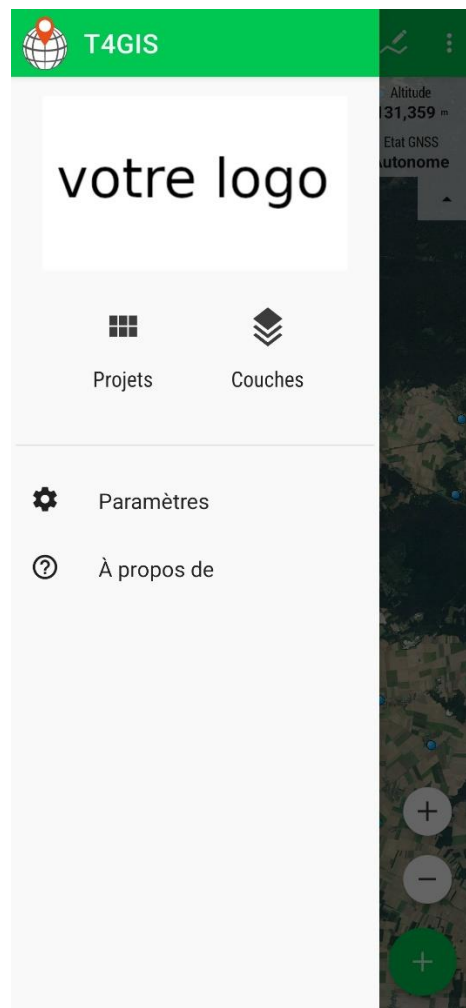 T4GIS
votre logo
Projets
Couches
Paramètres
À propos de
Altitude
131,359 m
Etat GNSS
Autonome